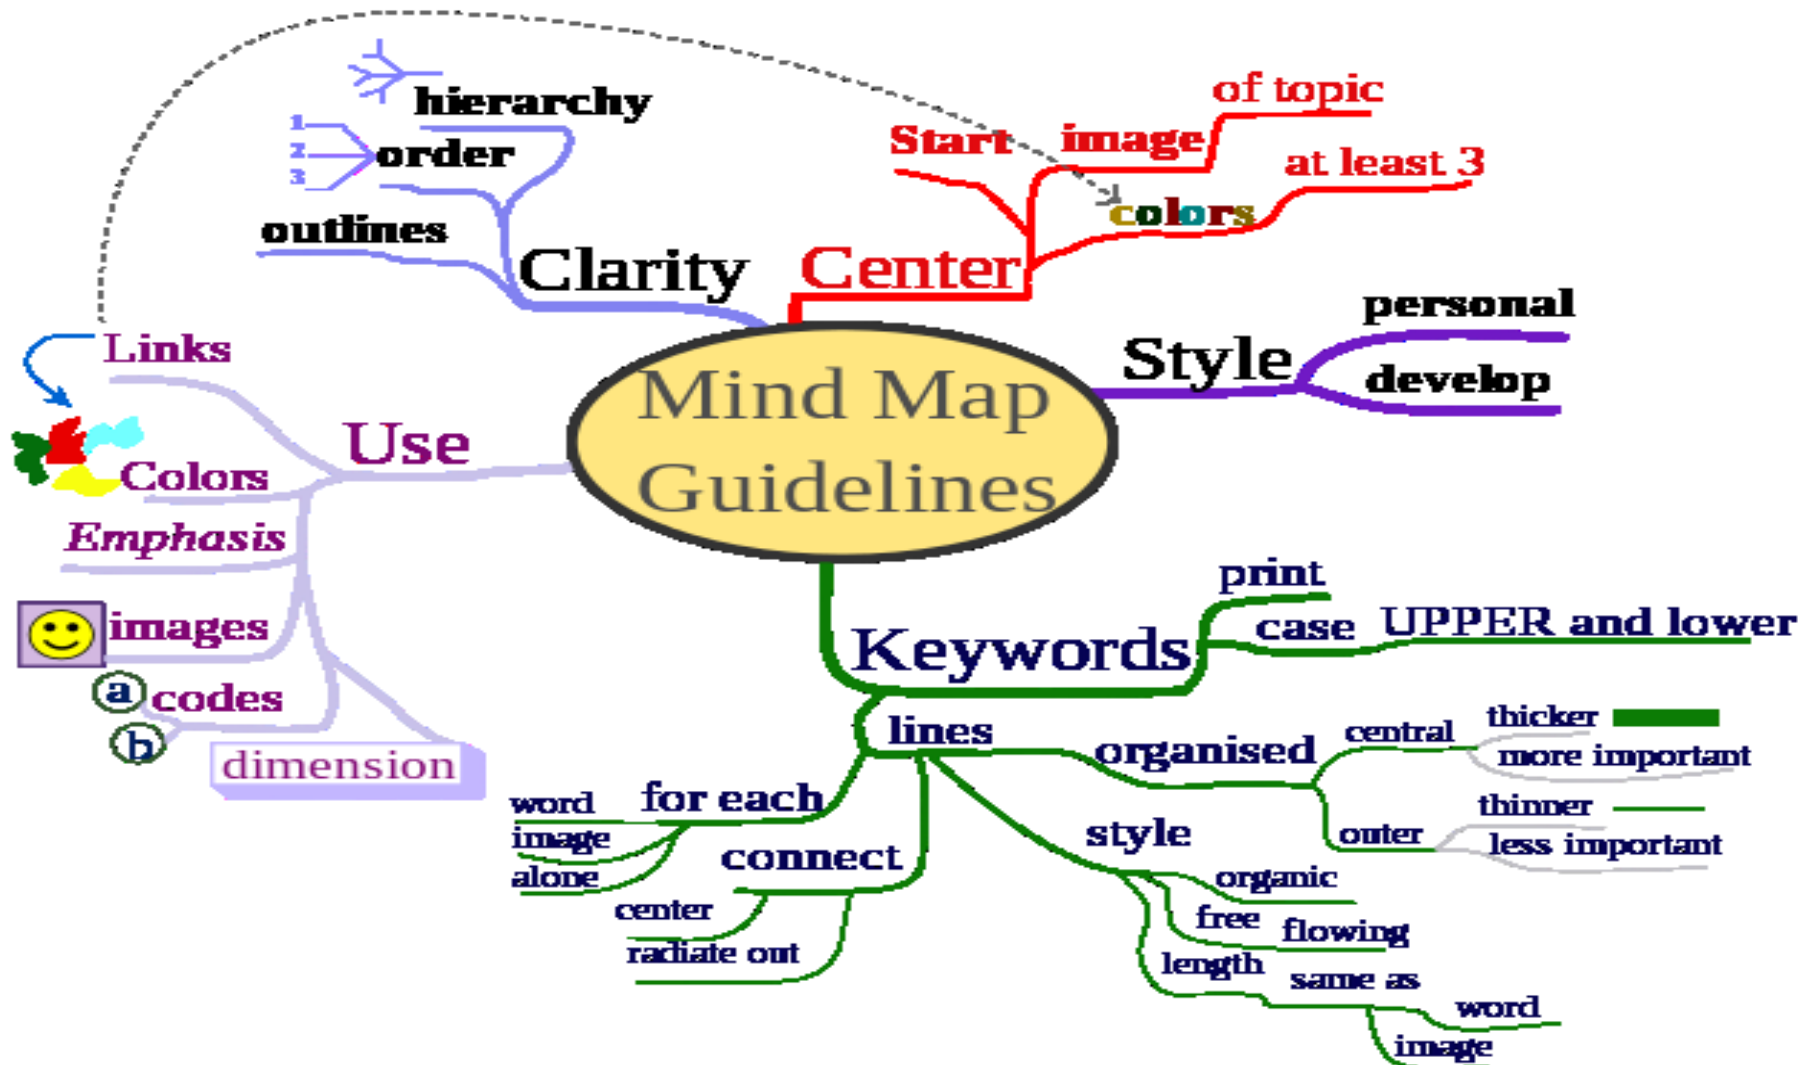 Mind Map
Guidelines
hierarchy
1
2
3
order
outlines
Clarity
Start
image
of topic
colors
at least 3
Center
personal
Style
develop
Links
Use
Colors
Emphasis
images
a
codes
b
dimension
print
Keywords
case UPPER and lower
lines
organised
central
thicker
more important
thinner
outer
less important
for each
word
image
alone
connect
center
radiate out
style
organic
free flowing
length same as
word
image